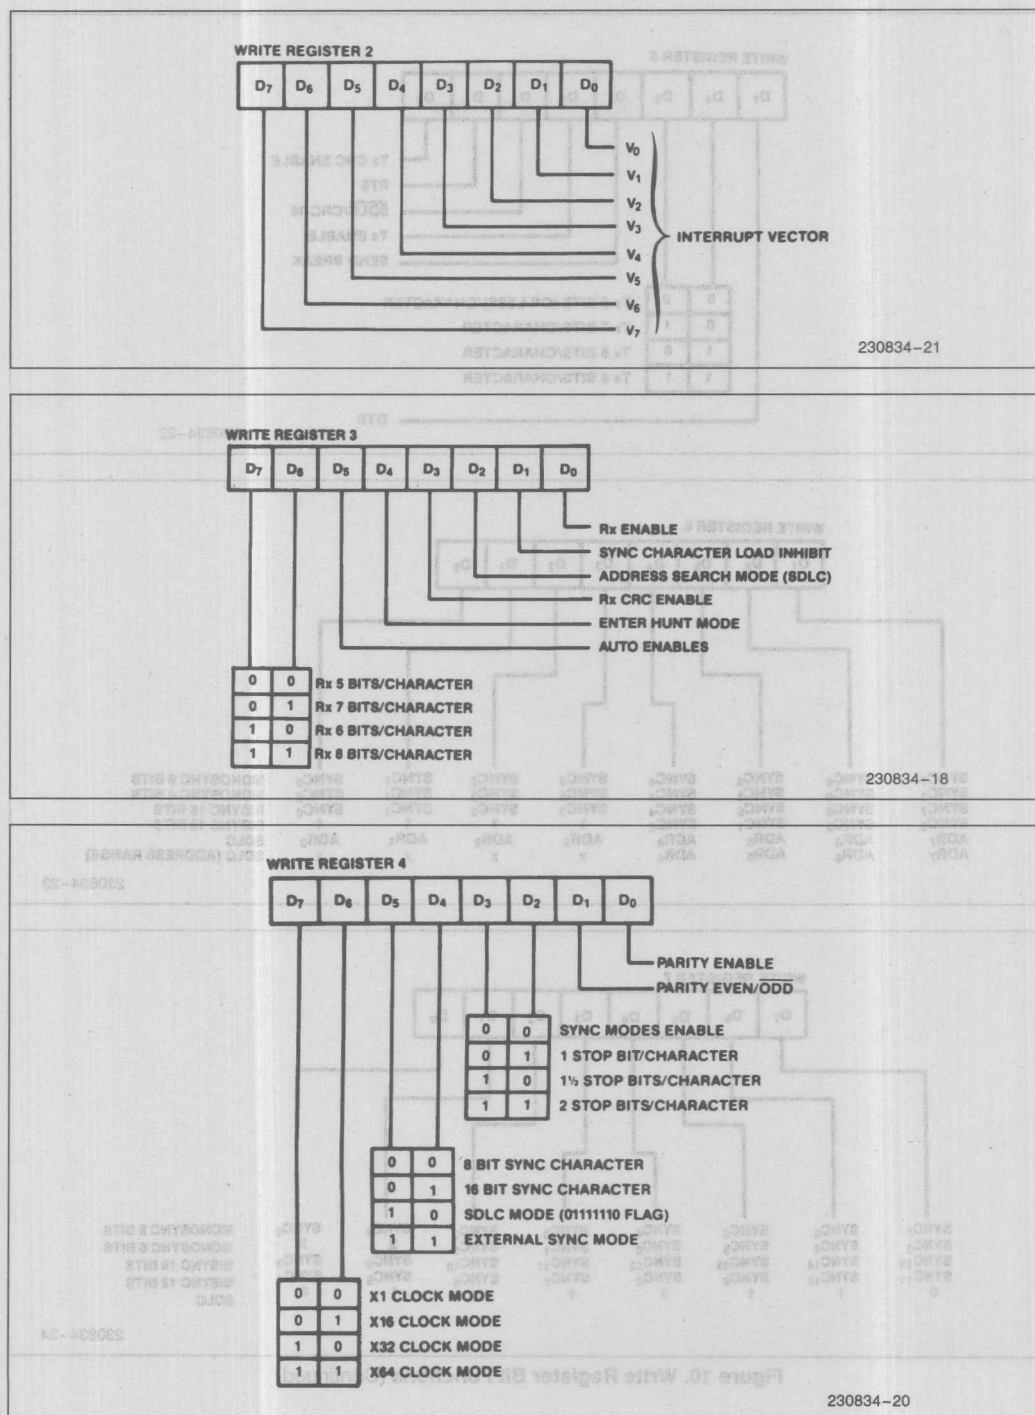 WRITE REGISTER 2
D7 D6 D5 D4 D3 D2 D1 D0
V0
V1
V2
V3
V4
V5
V6
V7
INTERRUPT VECTOR
230834-21
WRITE REGISTER 3
D7 D6 D5 D4 D3 D2 D1 D0
Rx ENABLE
SYNC CHARACTER LOAD INHIBIT
ADDRESS SEARCH MODE (SDLC)
Rx CRC ENABLE
ENTER HUNT MODE
AUTO ENABLES
0 0 Rx 5 BITS/CHARACTER
0 1 Rx 7 BITS/CHARACTER
1 0 Rx 6 BITS/CHARACTER
1 1 Rx 8 BITS/CHARACTER
230834-18
WRITE REGISTER 4
D7 D6 D5 D4 D3 D2 D1 D0
PARITY ENABLE
PARITY EVEN/O̅D̅D̅
0 0 SYNC MODES ENABLE
0 1 1 STOP BIT/CHARACTER
1 0 1½ STOP BITS/CHARACTER
1 1 2 STOP BITS/CHARACTER
0 0 8 BIT SYNC CHARACTER
0 1 16 BIT SYNC CHARACTER
1 0 SDLC MODE (01111110 FLAG)
1 1 EXTERNAL SYNC MODE
0 0 X1 CLOCK MODE
0 1 X16 CLOCK MODE
1 0 X32 CLOCK MODE
1 1 X64 CLOCK MODE
230834-20